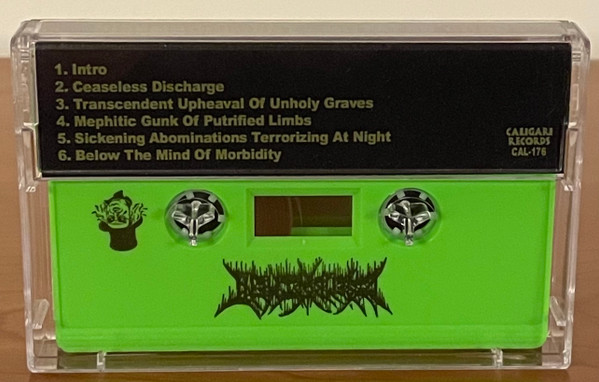 1. Intro
2. Ceaseless Discharge
3. Transcendent Upheaval Of Unholy Graves
4. Mephitic Gunk Of Putrified Limbs
5. Sickening Abominations Terrorizing At Night
6. Below The Mind Of Morbidity
CALIGARI
RECORDS
CAL-176